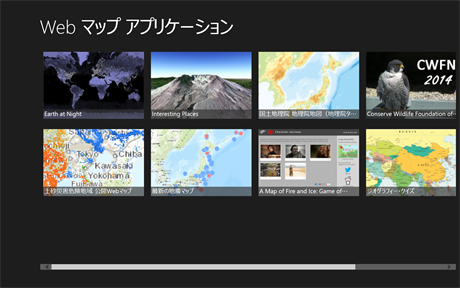 Web マップ アプリケーション
Earth at Night
Interesting Places
国土地理院 地理院地図（地理院タ…
CWFN
2014
Conserve Wildlife Foundation of…
Tokyo
Chiba
Kawasaki
Yokohama
土砂災害危険地域 公開Webマップ
最新の地震マップ
A Map of Fire and Ice: Game of…
ジオグラフィー・クイズ